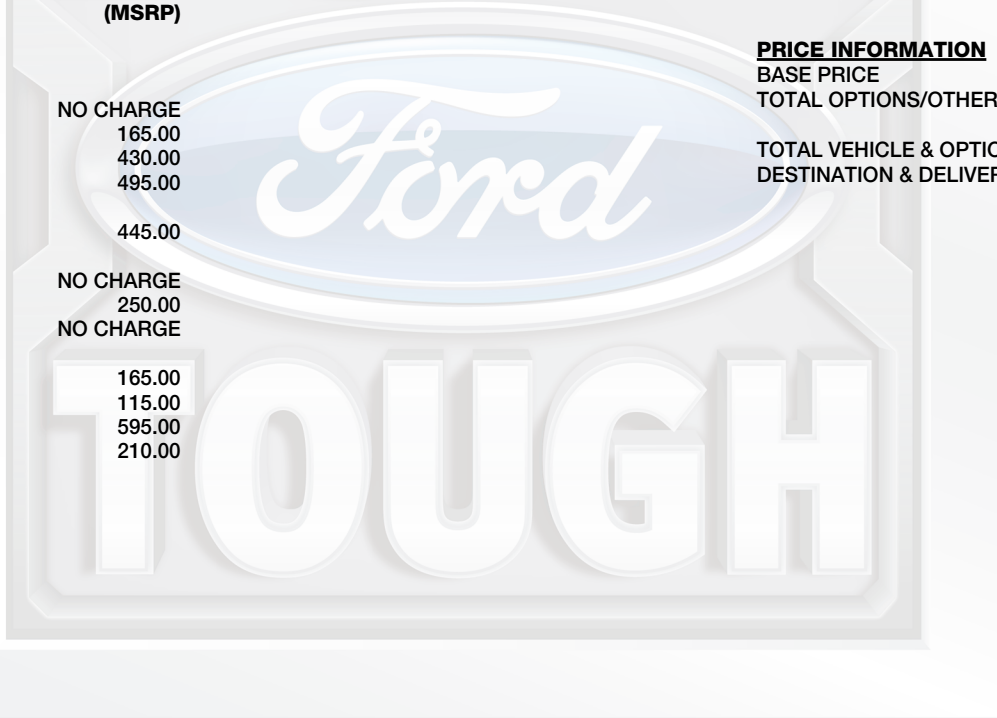 (MSRP)
NO CHARGE
165.00
430.00
495.00
445.00
NO CHARGE
250.00
NO CHARGE
165.00
115.00
595.00
210.00
PRICE INFORMATION
BASE PRICE
TOTAL OPTIONS/OTHER
TOTAL VEHICLE & OPTIO
DESTINATION & DELIVER
Ford
TOUGH